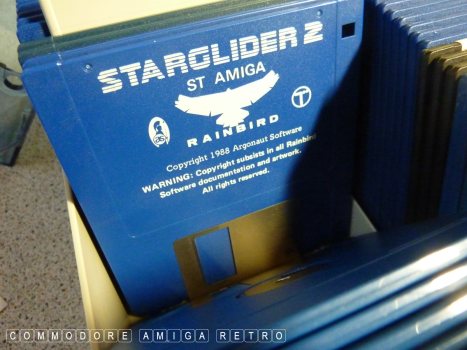 STARGLIDER 2
ST AMIGA
RAINBIRD
Copyright 1988 Argonaut Software
WARNING: Copyright subsists in all Rainbird
Software documentation and artwork.
All rights reserved.
COMMODORE AMIGA RETRO